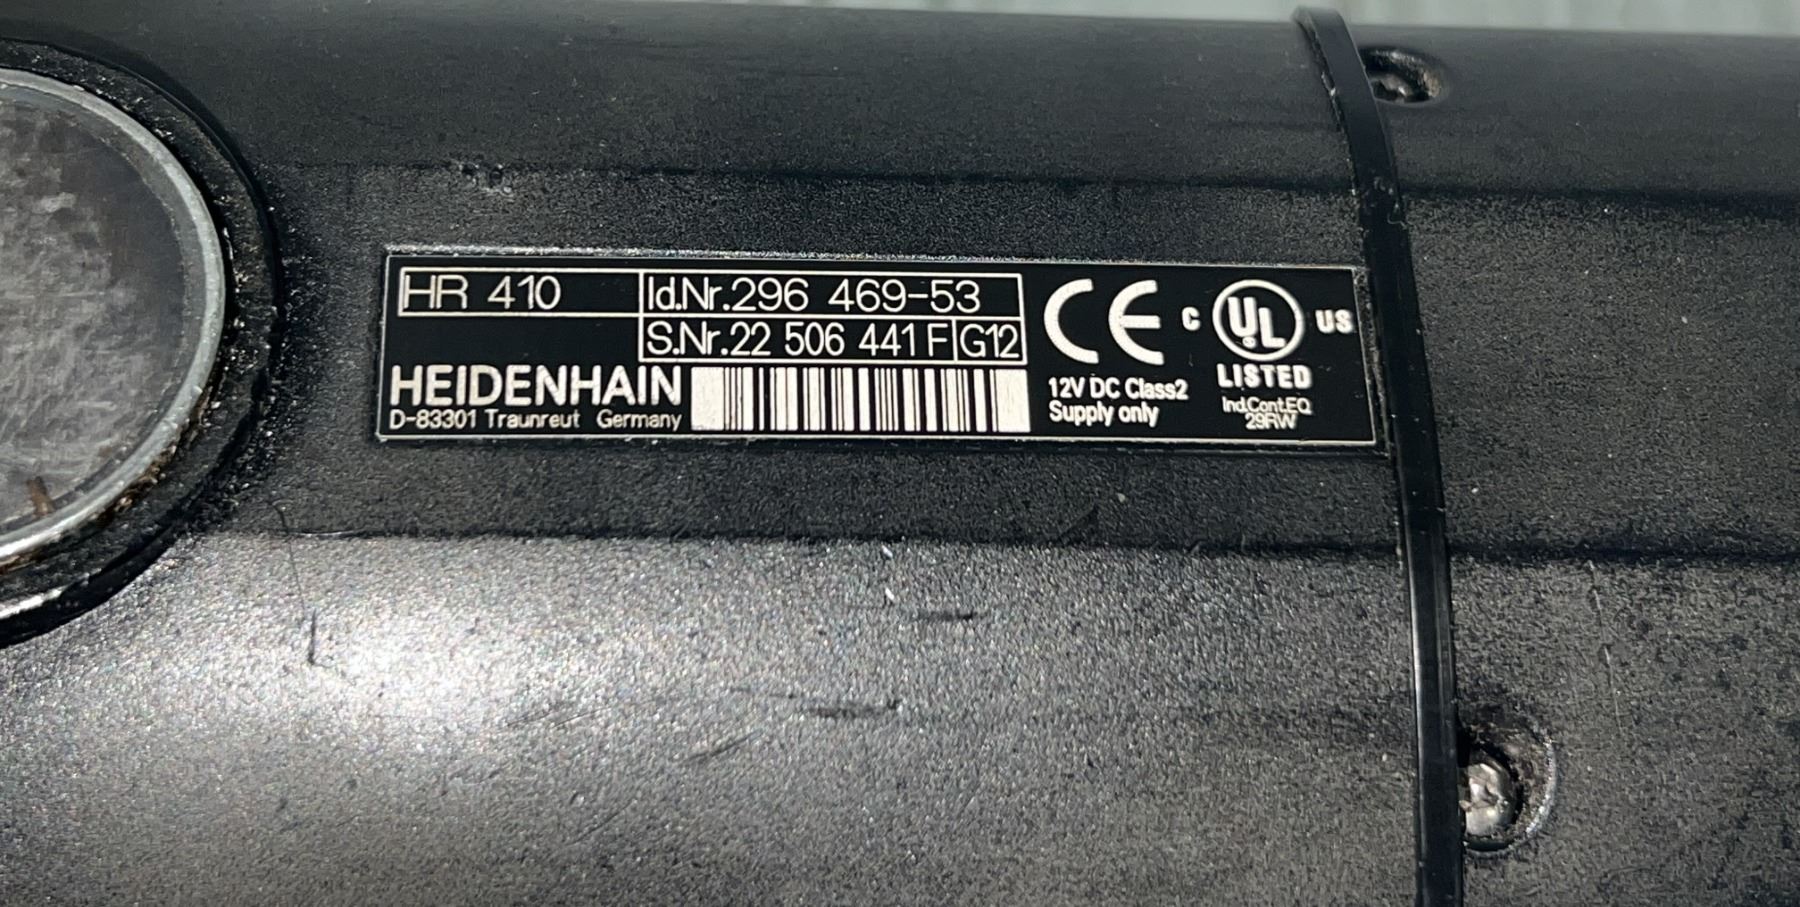 HR 410
Id.Nr.296 469-53
S.Nr.22 506 441 F G12
HEIDENHAIN
D-83301 Traunreut Germany
CE
12V DC Class2
Supply only
C UL US
LISTED
Ind.Cont.EQ
29RW